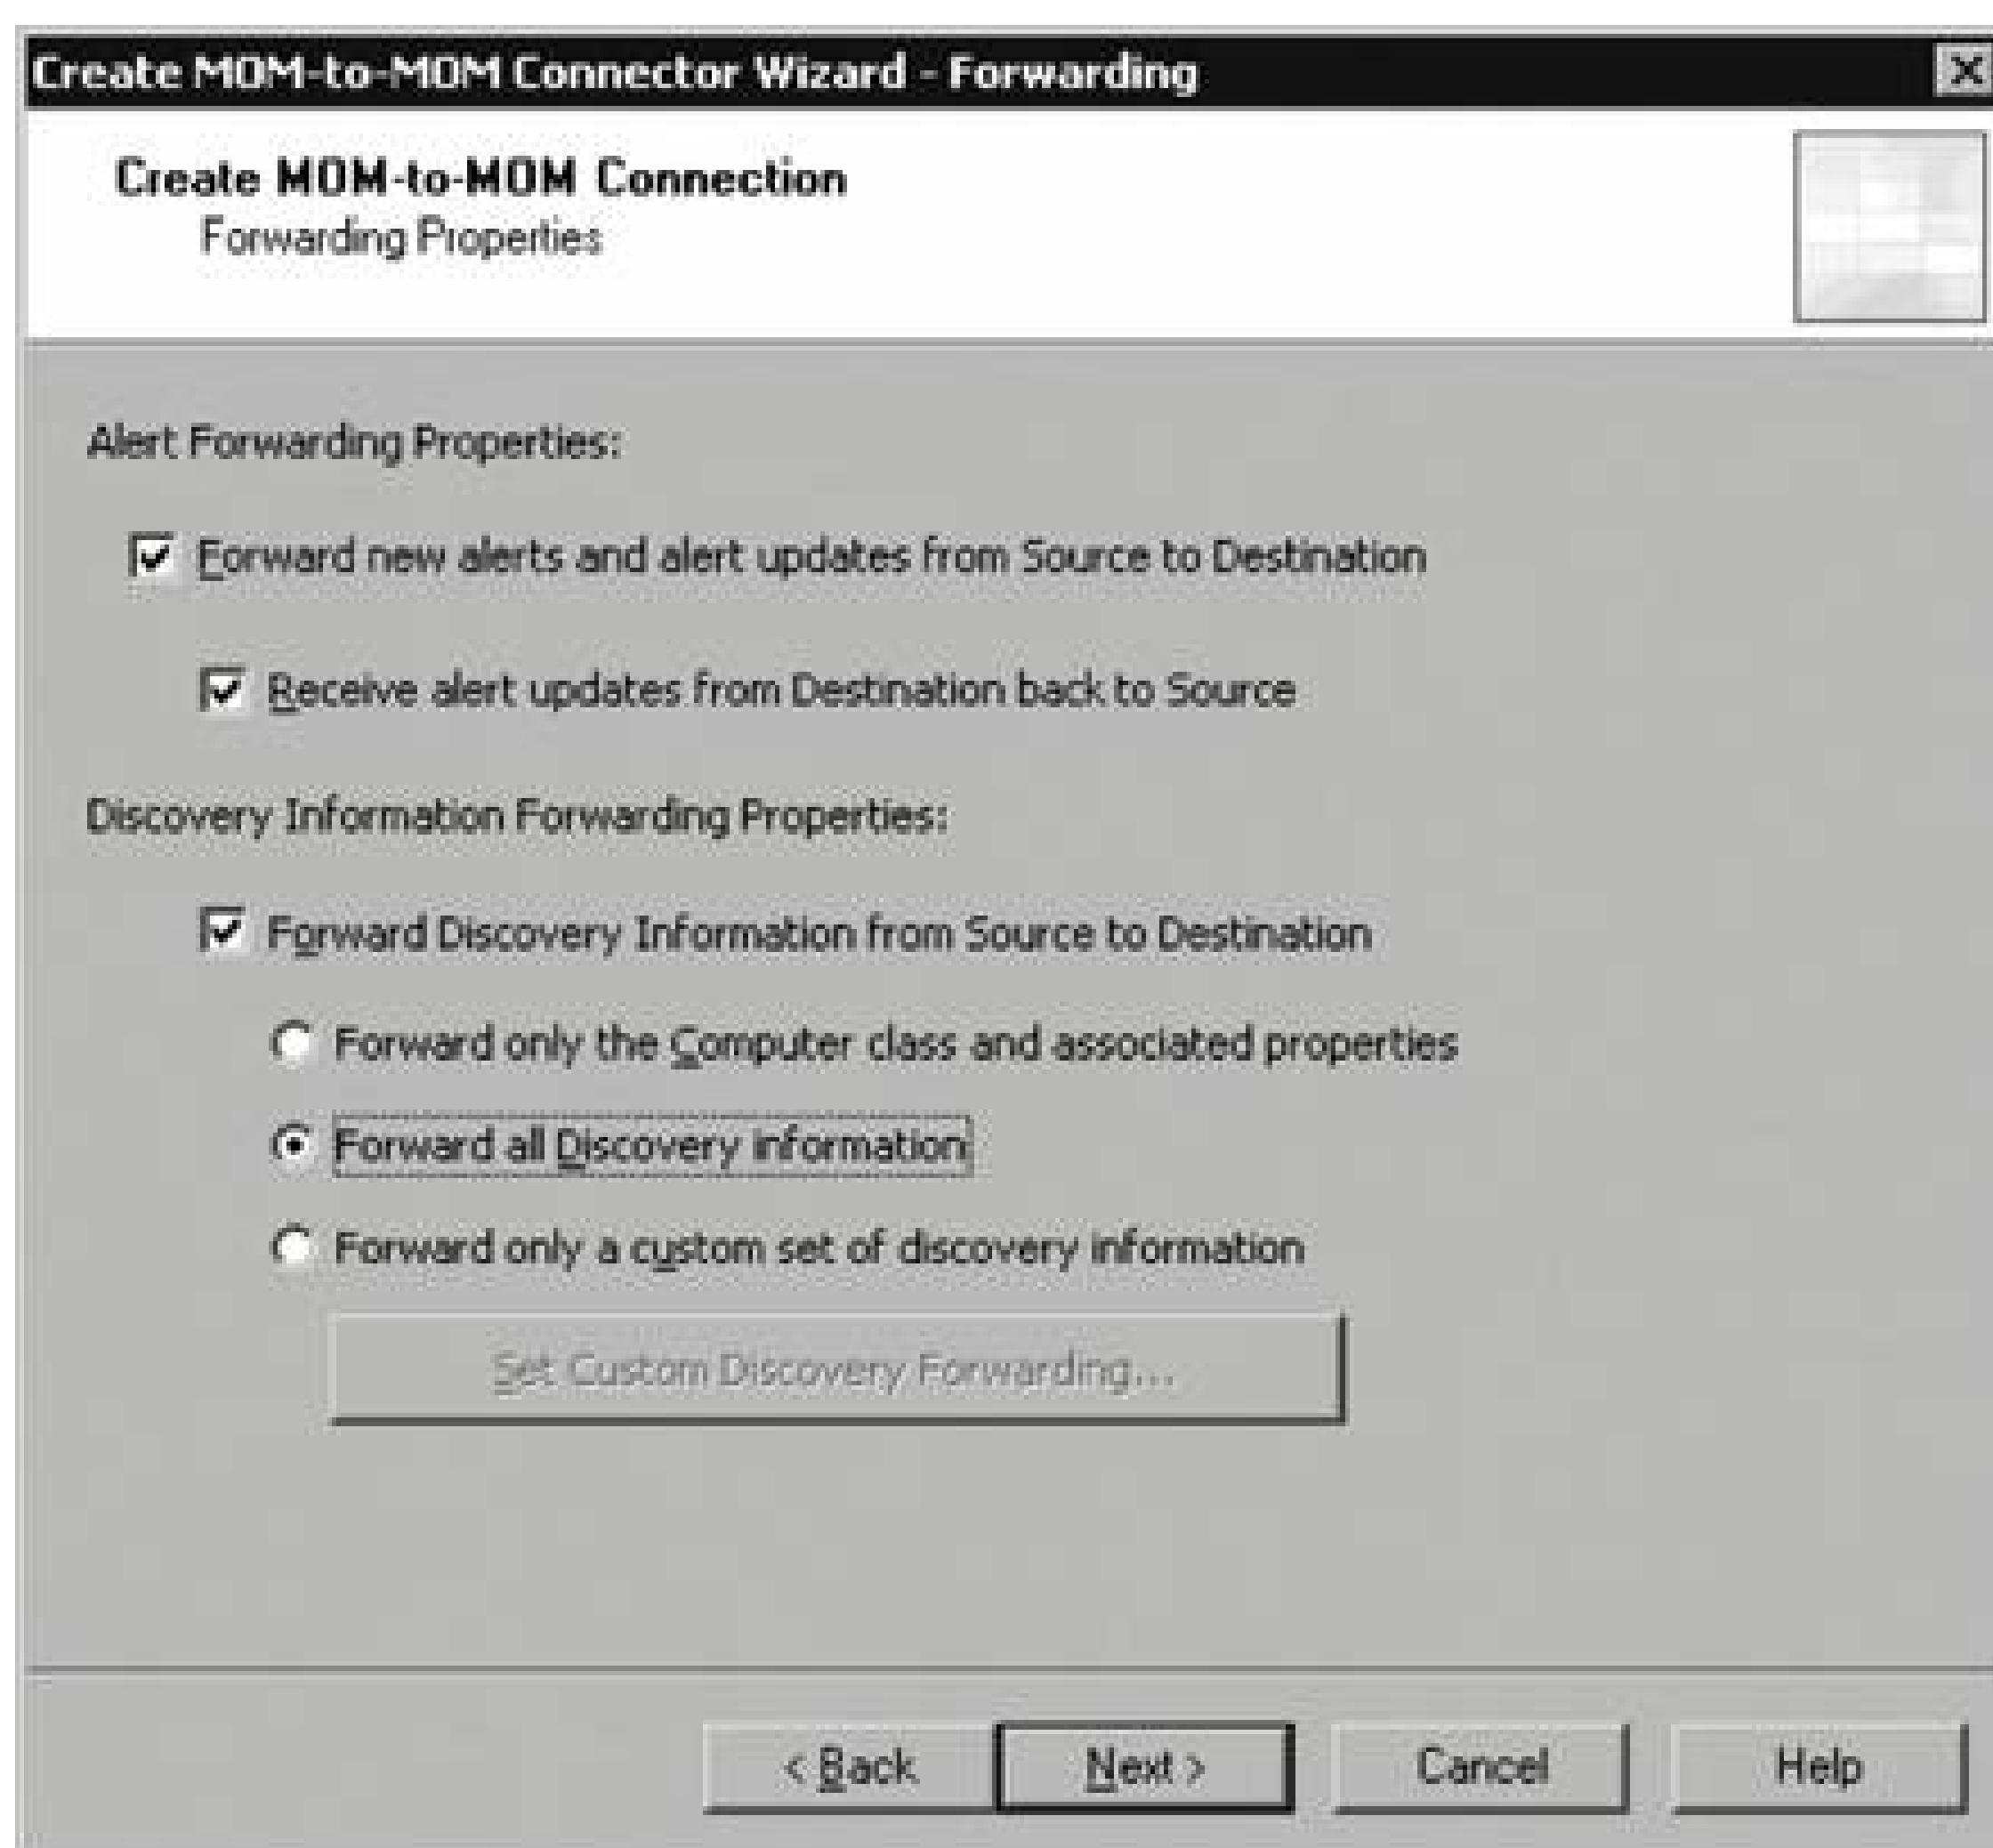 Create MOM-to-MOM Connector Wizard - Forwarding
Create MOM-to-MOM Connection
Forwarding Properties
Alert Forwarding Properties:
Forward new alerts and alert updates from Source to Destination
Receive alert updates from Destination back to Source
Discovery Information Forwarding Properties:
Forward Discovery Information from Source to Destination
Forward only the Computer class and associated properties
Forward all Discovery information
Forward only a custom set of discovery information
Set Custom Discovery Forwarding...
< Back Next > Cancel Help